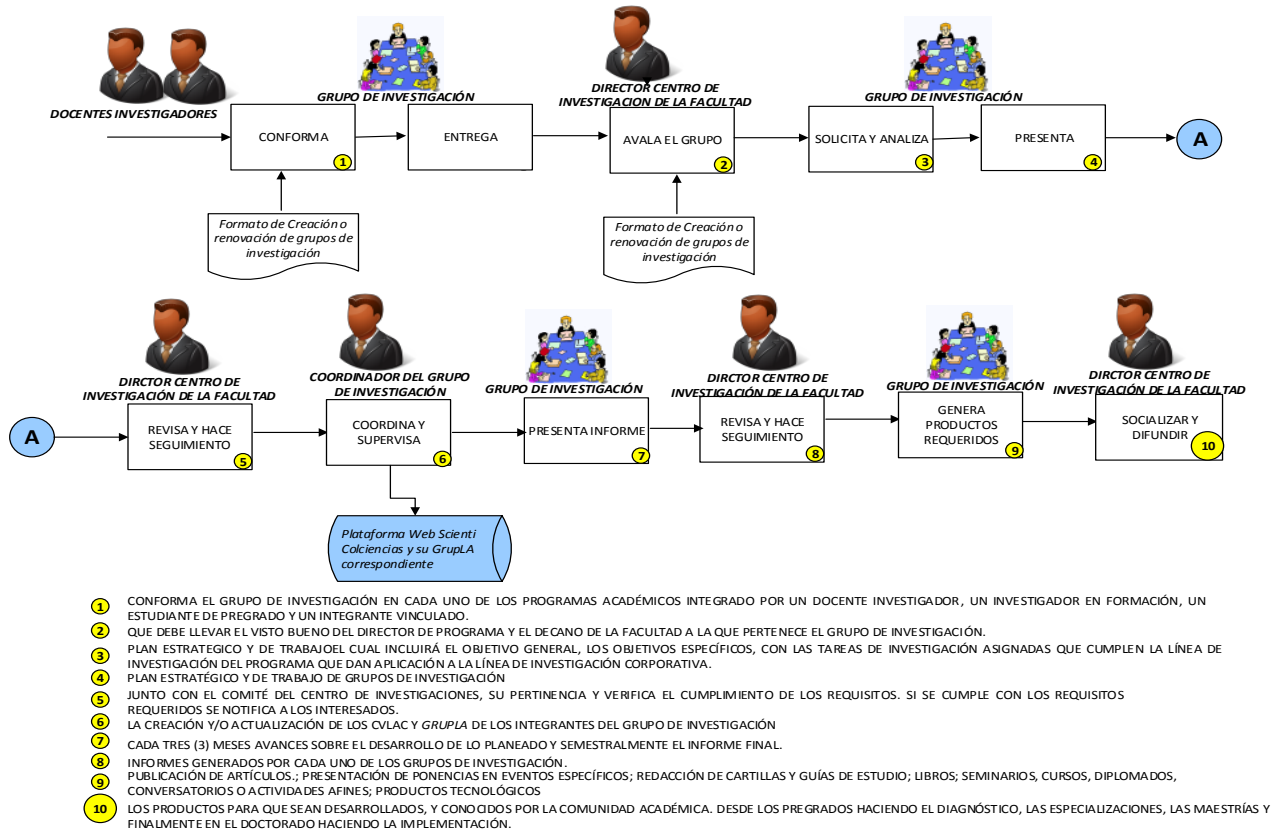 DOCENTES INVESTIGADORES
GRUPO DE INVESTIGACIÓN
DIRECTOR CENTRO DE
INVESTIGACION DE LA FACULTAD
GRUPO DE INVESTIGACIÓN
CONFORMA
1
ENTREGA
AVALA EL GRUPO
2
SOLICITA Y ANALIZA
3
PRESENTA
4
A
Formato de Creación o
renovación de grupos de
investigación
Formato de Creación o
renovación de grupos de
investigación
DIRCTOR CENTRO DE
INVESTIGACIÓN DE LA FACULTAD
COORDINADOR DEL GRUPO
DE INVESTIGACIÓN
GRUPO DE INVESTIGACIÓN
DIRCTOR CENTRO DE
INVESTIGACIÓN DE LA FACULTAD
GRUPO DE INVESTIGACIÓN
DIRCTOR CENTRO DE
INVESTIGACIÓN DE LA FACULTAD
A
REVISA Y HACE
SEGUIMIENTO
5
COORDINA Y
SUPERVISA
6
PRESENTA INFORME
7
REVISA Y HACE
SEGUIMIENTO
8
GENERA
PRODUCTOS
REQUERIDOS
9
SOCIALIZAR Y
DIFUNDIR
10
Plataforma Web Scienti
Colciencias y su GrupLA
correspondiente
1 CONFORMA EL GRUPO DE INVESTIGACIÓN EN CADA UNO DE LOS PROGRAMAS ACADÉMICOS INTEGRADO POR UN DOCENTE INVESTIGADOR, UN INVESTIGADOR EN FORMACIÓN, UN
ESTUDIANTE DE PREGRADO Y UN INTEGRANTE VINCULADO.
2 QUE DEBE LLEVAR EL VISTO BUENO DEL DIRECTOR DE PROGRAMA Y EL DECANO DE LA FACULTAD A LA QUE PERTENECE EL GRUPO DE INVESTIGACIÓN.
3 PLAN ESTRATEGICO Y DE TRABAJOEL CUAL INCLUIRÁ EL OBJETIVO GENERAL, LOS OBJETIVOS ESPECÍFICOS, CON LAS TAREAS DE INVESTIGACIÓN ASIGNADAS QUE CUMPLEN LA LÍNEA DE
INVESTIGACIÓN DEL PROGRAMA QUE DAN APLICACIÓN A LA LÍNEA DE INVESTIGACIÓN CORPORATIVA.
4 PLAN ESTRATÉGICO Y DE TRABAJO DE GRUPOS DE INVESTIGACIÓN
5 JUNTO CON EL COMITÉ DEL CENTRO DE INVESTIGACIONES, SU PERTINENCIA Y VERIFICA EL CUMPLIMIENTO DE LOS REQUISITOS. SI SE CUMPLE CON LOS REQUISITOS
REQUERIDOS SE NOTIFICA A LOS INTERESADOS.
6 LA CREACIÓN Y/O ACTUALIZACIÓN DE LOS CVLAC Y GRUPLA DE LOS INTEGRANTES DEL GRUPO DE INVESTIGACIÓN
7 CADA TRES (3) MESES AVANCES SOBRE EL DESARROLLO DE LO PLANEADO Y SEMESTRALMENTE EL INFORME FINAL.
8 INFORMES GENERADOS POR CADA UNO DE LOS GRUPOS DE INVESTIGACIÓN.
9 PUBLICACIÓN DE ARTÍCULOS.; PRESENTACIÓN DE PONENCIAS EN EVENTOS ESPECÍFICOS; REDACCIÓN DE CARTILLAS Y GUÍAS DE ESTUDIO; LIBROS; SEMINARIOS, CURSOS, DIPLOMADOS,
CONVERSATORIOS O ACTIVIDADES AFINES; PRODUCTOS TECNOLÓGICOS
10 LOS PRODUCTOS PARA QUE SEAN DESARROLLADOS, Y CONOCIDOS POR LA COMUNIDAD ACADÉMICA. DESDE LOS PREGRADOS HACIENDO EL DIAGNÓSTICO, LAS ESPECIALIZACIONES, LAS MAESTRÍAS Y
FINALMENTE EN EL DOCTORADO HACIENDO LA IMPLEMENTACIÓN.